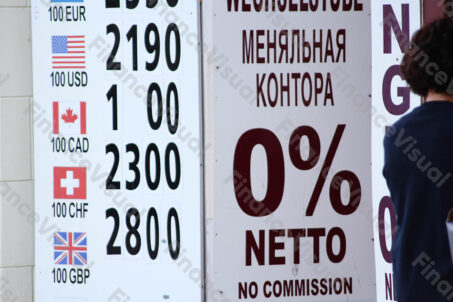 100 EUR
2190
100 USD
1 00
100 CAD
2300
100 CHF
2800
100 GBP
WECHSELSTUBE
МЕНЯЛЬНАЯ
КОНТОРА
0%
NETTO
NO COMMISSION
N
G
FinanceVisual